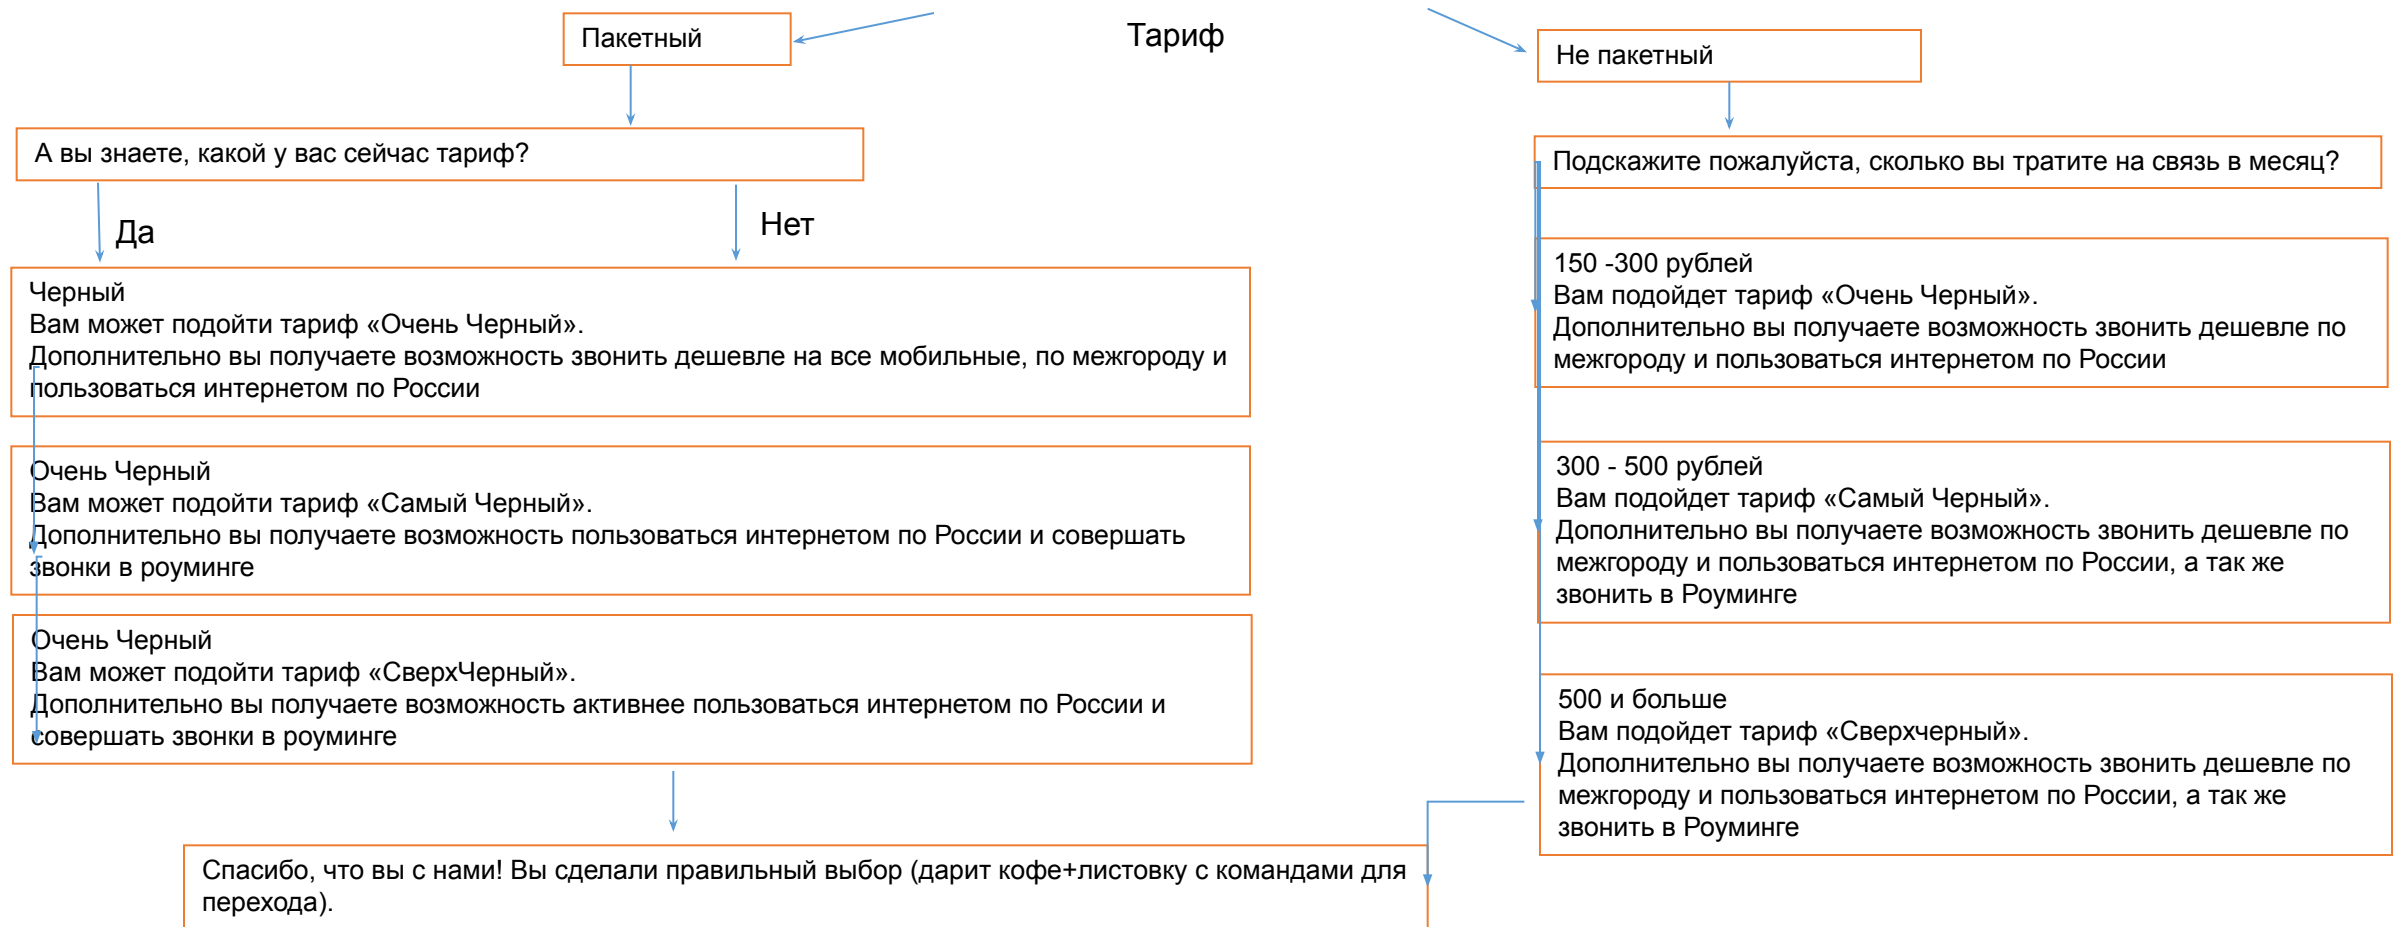 Тариф
Пакетный
А вы знаете, какой у вас сейчас тариф?
Да
Нет
Черный
Вам может подойти тариф «Очень Черный».
Дополнительно вы получаете возможность звонить дешевле на все мобильные, по межгороду и
пользоваться интернетом по России
Очень Черный
Вам может подойти тариф «Самый Черный».
Дополнительно вы получаете возможность пользоваться интернетом по России и совершать
звонки в роуминге
Очень Черный
Вам может подойти тариф «СверхЧерный».
Дополнительно вы получаете возможность активнее пользоваться интернетом по России и
совершать звонки в роуминге
Не пакетный
Подскажите пожалуйста, сколько вы тратите на связь в месяц?
150 -300 рублей
Вам подойдет тариф «Очень Черный».
Дополнительно вы получаете возможность звонить дешевле по
межгороду и пользоваться интернетом по России
300 - 500 рублей
Вам подойдет тариф «Самый Черный».
Дополнительно вы получаете возможность звонить дешевле по
межгороду и пользоваться интернетом по России, а так же
звонить в Роуминге
500 и больше
Вам подойдет тариф «Сверхчерный».
Дополнительно вы получаете возможность звонить дешевле по
межгороду и пользоваться интернетом по России, а так же
звонить в Роуминге
Спасибо, что вы с нами! Вы сделали правильный выбор (дарит кофе+листовку с командами для
перехода).